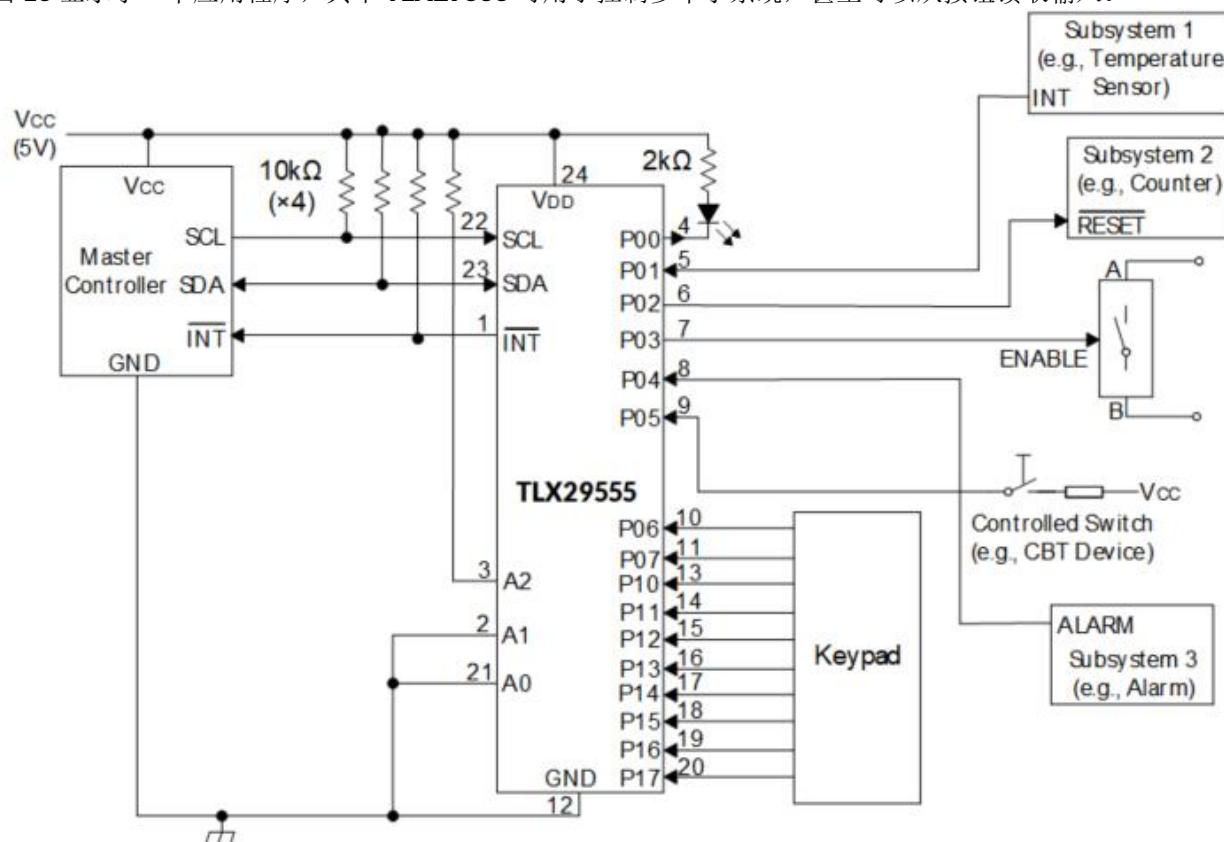 TLX29555
Subsystem 1
(e.g., Temperature
Sensor)
INT
Subsystem 2
(e.g., Counter)
RESET
Vcc
(5V)
10kΩ
(×4)
2kΩ
Vcc
Master
Controller
SCL
SDA
INT
GND
22
23
1
3
2
21
24
VDD
SCL
SDA
INT
A2
A1
A0
TLX29555
GND
12
P00 4
P01 5
P02 6
P03 7
P04 8
P05 9
P06 10
P07 11
P10 13
P11 14
P12 15
P13 16
P14 17
P15 18
P16 19
P17 20
A
ENABLE
B
Vcc
Controlled Switch
(e.g., CBT Device)
Keypad
ALARM
Subsystem 3
(e.g., Alarm)